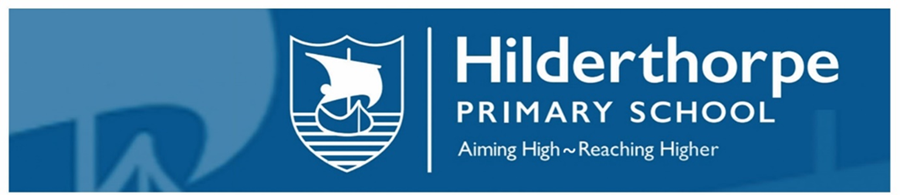 Hilderthorpe
PRIMARY SCHOOL
Aiming High~Reaching Higher